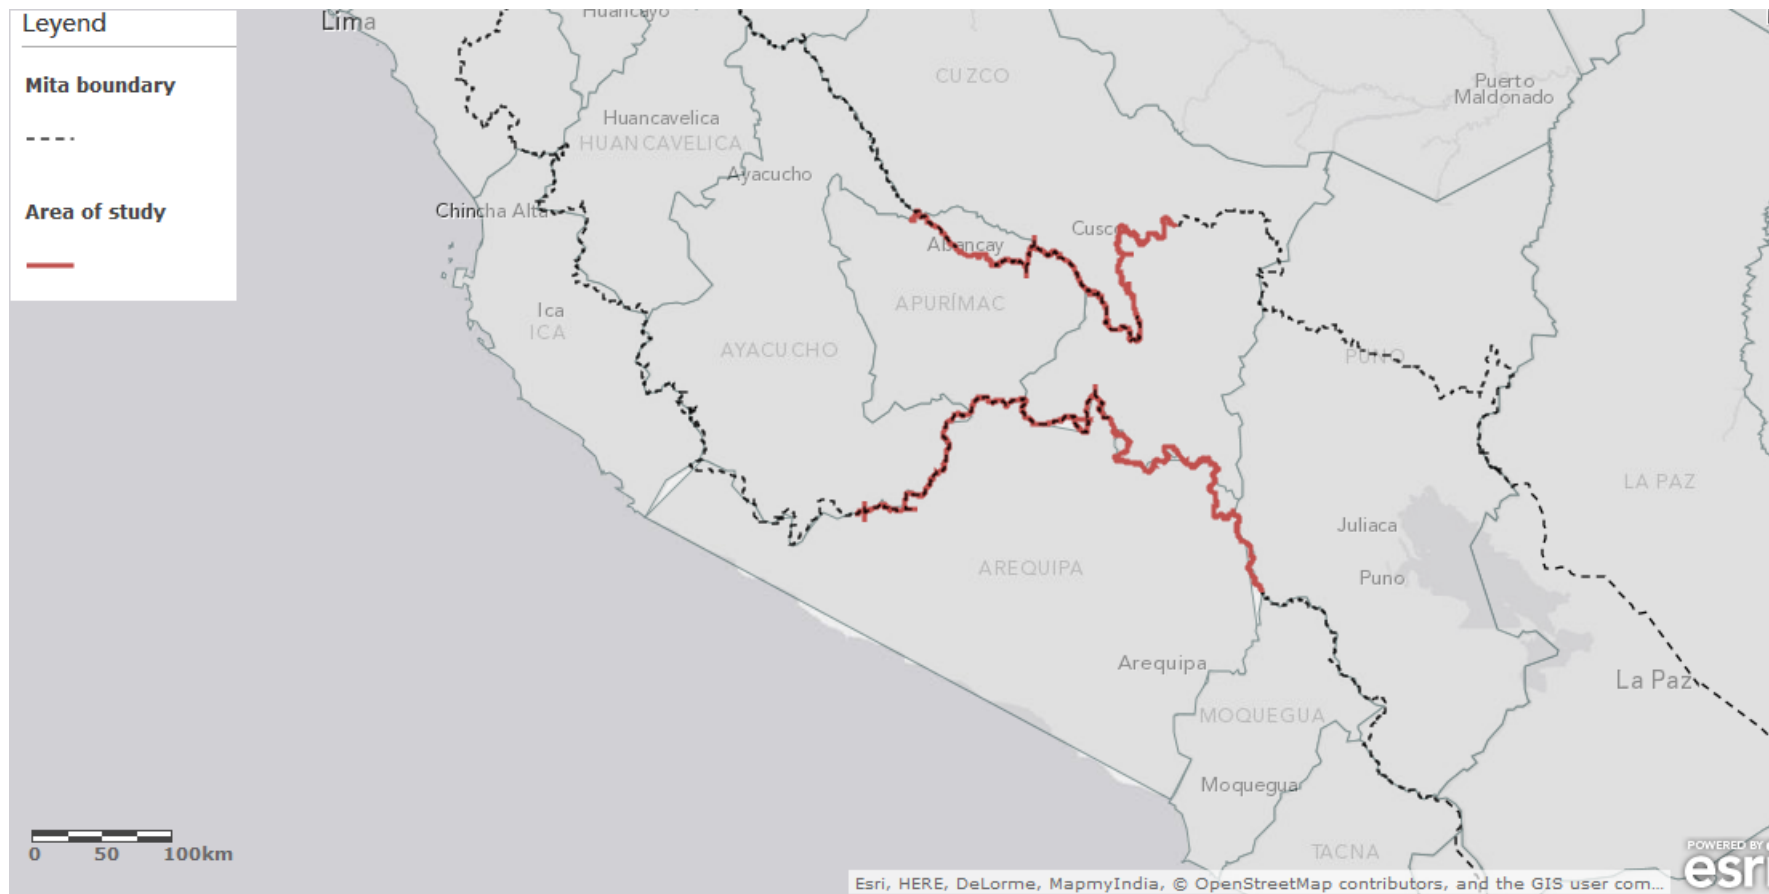 Leyend
Mita boundary
Area of study
Lima
Huancayo
CUZCO
Puerto
Maldonado
Huancavelica
HUANCAVELICA
Ayacucho
Chincha Alta
Cusco
Abancay
APURÍMAC
Ica
ICA
AYACUCHO
PUNO
LA PAZ
Juliaca
Puno
AREQUIPA
Arequipa
La Paz
MOQUEGUA
Moquegua
TACNA
0 50 100km
POWERED BY
esri
Esri, HERE, DeLorme, MapmyIndia, © OpenStreetMap contributors, and the GIS user com...